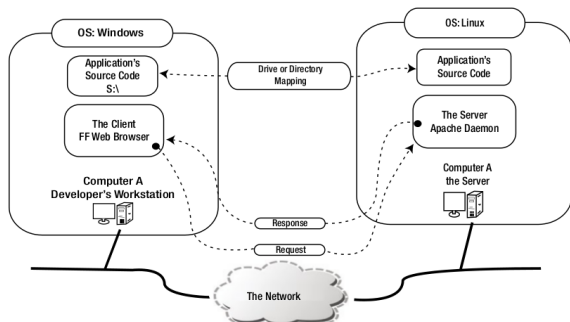 OS: Windows
Application's
Source Code
S:\
The Client
FF Web Browser
Computer A
Developer's Workstation
Drive or Directory
Mapping
Response
Request
The Network
OS: Linux
Application's
Source Code
The Server
Apache Daemon
Computer A
the Server